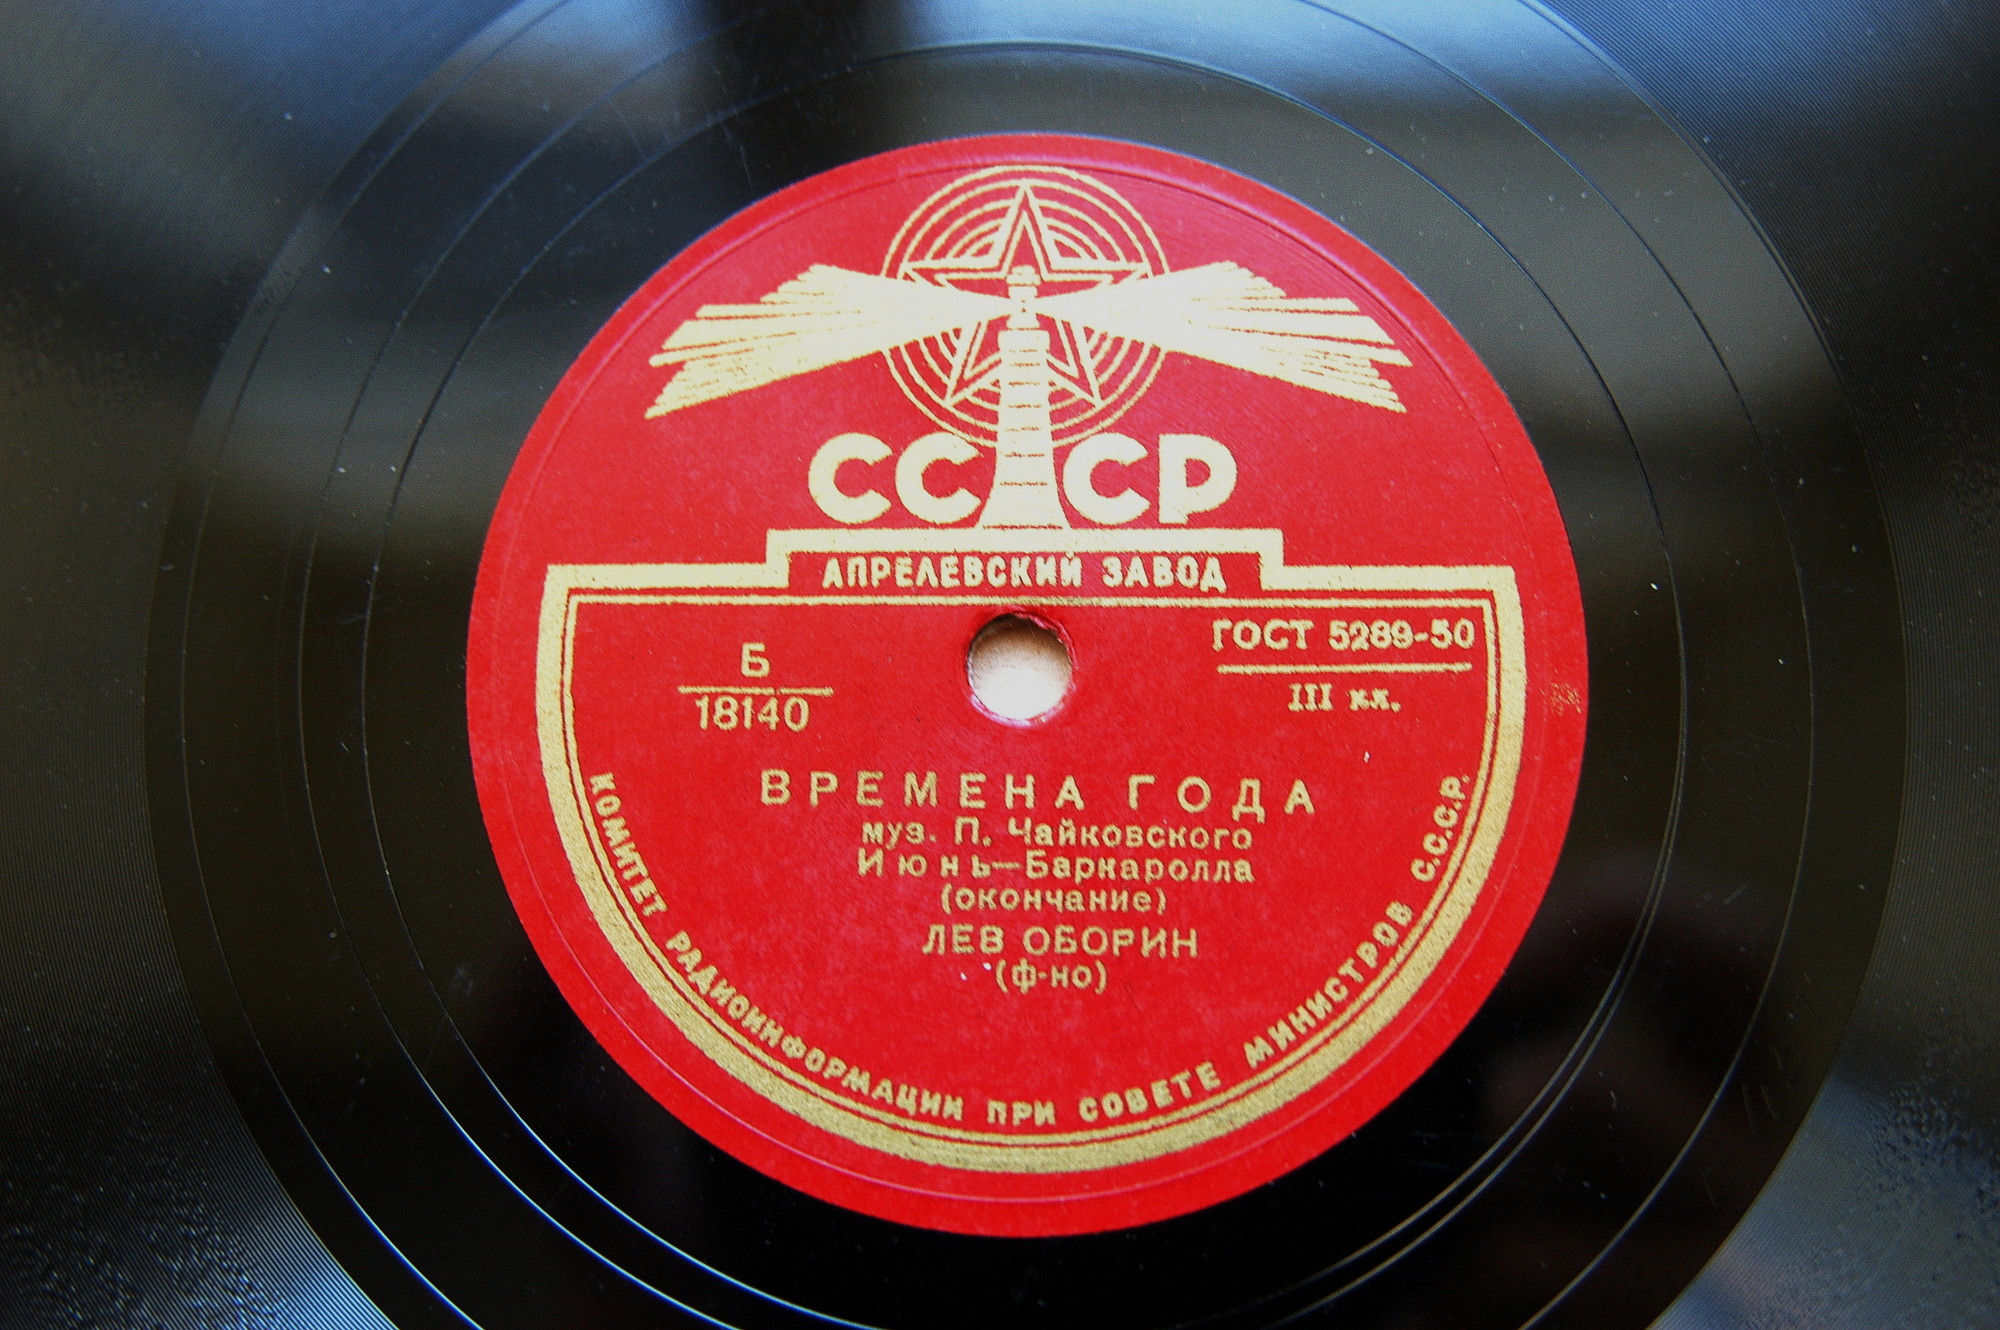 СССР
АПРЕЛЕВСКИЙ ЗАВОД
ГОСТ 5289-50
III кл.
Б
18140
ВРЕМЕНА ГОДА
муз. П. Чайковского
Июнь—Баркаролла
(окончание)
ЛЕВ ОБОРИН
(ф-но)
КОМИТЕТ РАДИОИНФОРМАЦИИ ПРИ СОВЕТЕ МИНИСТРОВ С.С.С.Р.